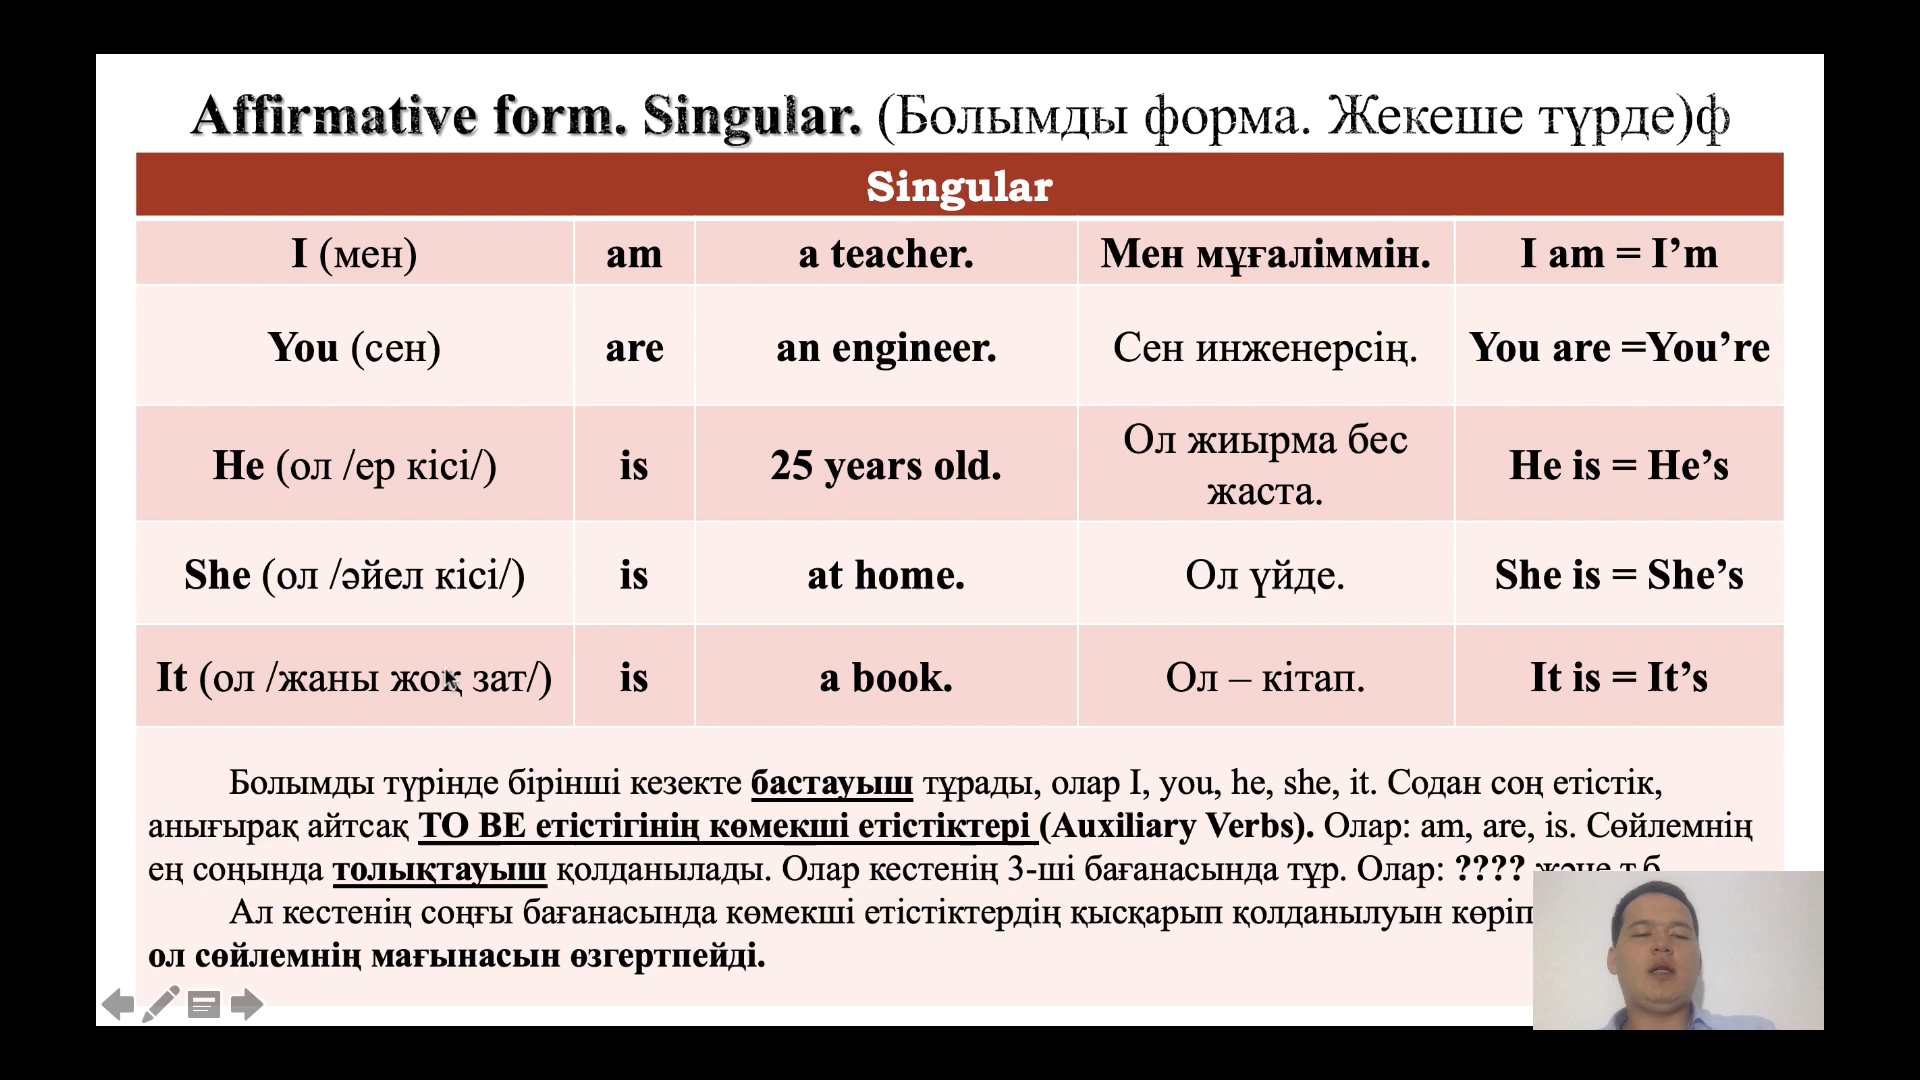 Affirmative form. Singular. (Болымды форма. Жекеше түрде)ф
Singular
I (мен) am a teacher. Мен мұғаліммін. I am = I’m
You (сен) are an engineer. Сен инженерсің. You are =You’re
He (ол /ер кісі/) is 25 years old. Ол жиырма бес жаста. He is = He’s
She (ол /әйел кісі/) is at home. Ол үйде. She is = She’s
It (ол /жаны жоқ зат/) is a book. Ол – кітап. It is = It’s
Болымды түрінде бірінші кезекте бастауыш тұрады, олар I, you, he, she, it. Содан соң етістік,
анығырақ айтсақ TO BE етістігінің көмекші етістіктері (Auxiliary Verbs). Олар: am, are, is. Сөйлемнің
ең соңында толықтауыш қолданылады. Олар кестенің 3-ші бағанасында тұр. Олар: ???? және т.б.
Ал кестенің соңғы бағанасында көмекші етістіктердің қысқарып қолданылуын
ол сөйлемнің мағынасын өзгертпейді.